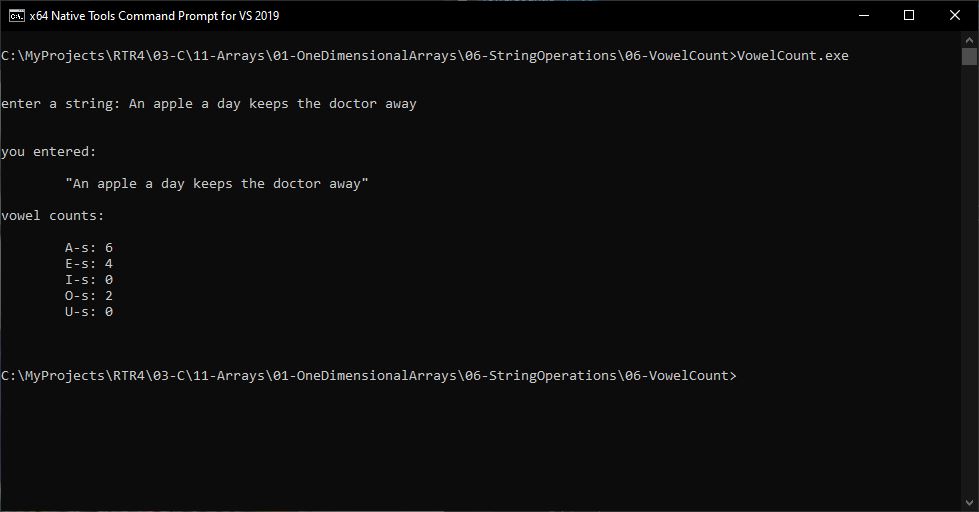 x64 Native Tools Command Prompt for VS 2019
C:\MyProjects\RTR4\03-C\11-Arrays\01-OneDimensionalArrays\06-StringOperations\06-VowelCount>VowelCount.exe
enter a string: An apple a day keeps the doctor away
you entered:
"An apple a day keeps the doctor away"
vowel counts:
A-s: 6
E-s: 4
I-s: 0
O-s: 2
U-s: 0
C:\MyProjects\RTR4\03-C\11-Arrays\01-OneDimensionalArrays\06-StringOperations\06-VowelCount>